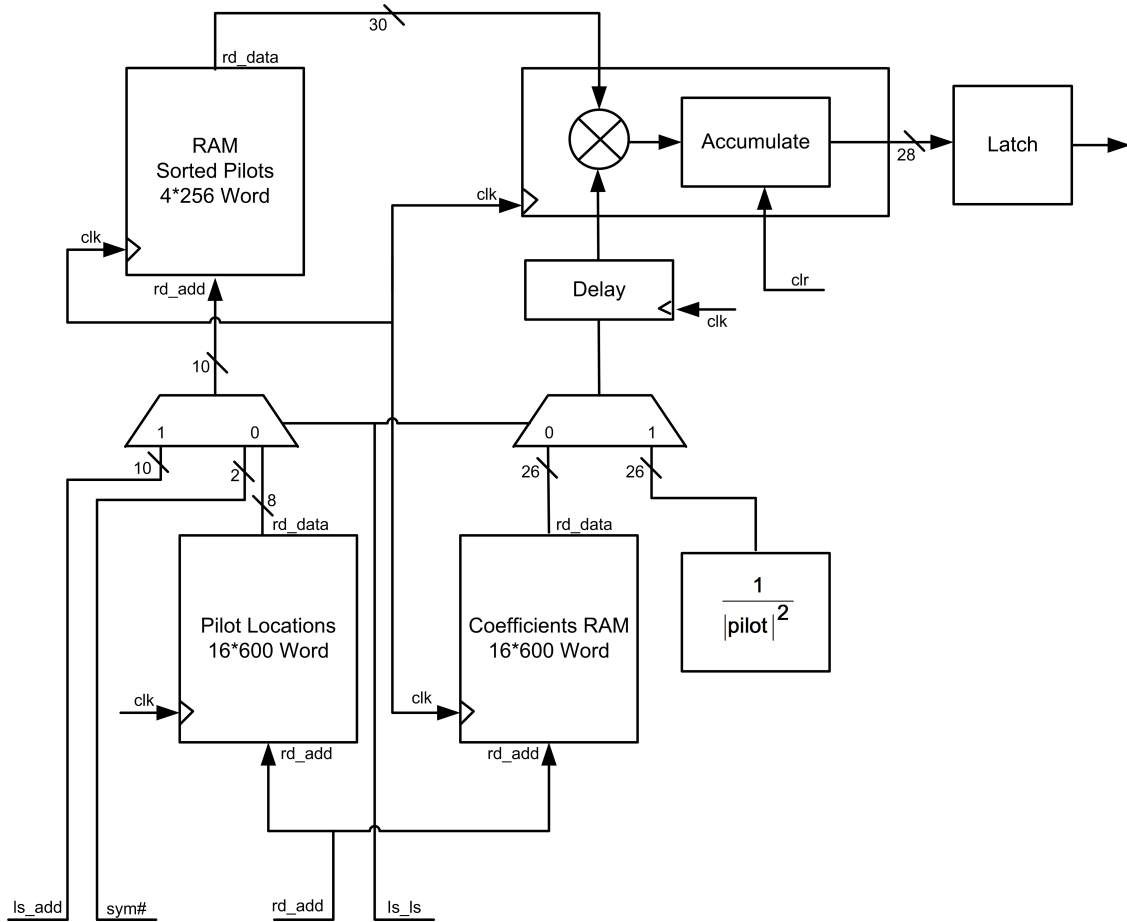 30
rd_data
RAM
Sorted Pilots
4*256 Word
clk
rd_add
clk
Accumulate
28
Latch
clr
Delay
clk
10
1
0
0
1
10
2
8
26
26
rd_data
rd_data
Pilot Locations
16*600 Word
Coefficients RAM
16*600 Word
1
|pilot|2
clk
clk
rd_add
rd_add
ls_add
sym#
rd_add
ls_ls